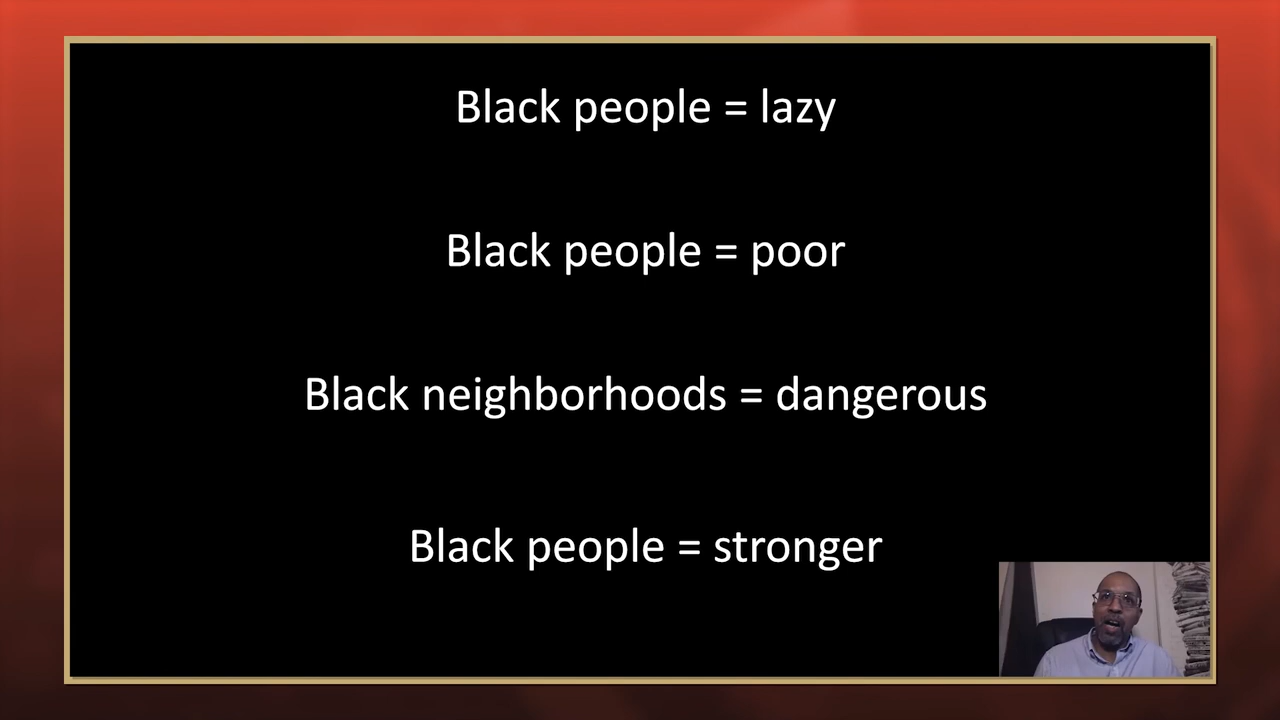 Black people = lazy
Black people = poor
Black neighborhoods = dangerous
Black people = stronger